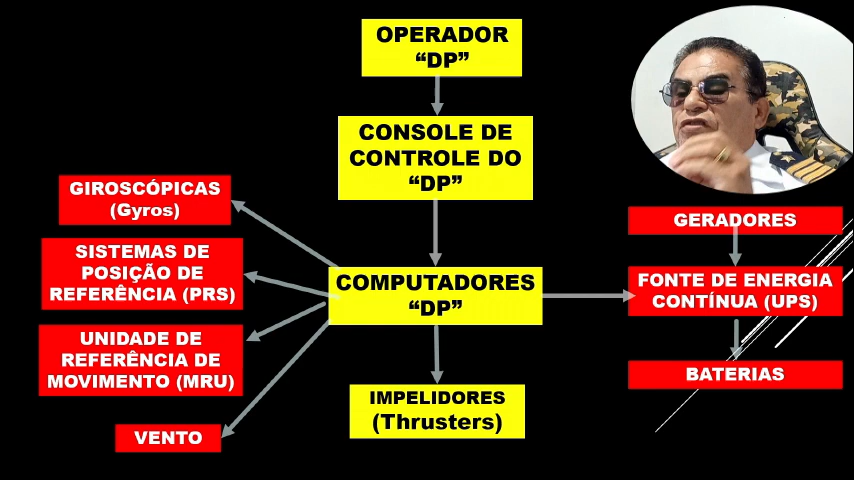 OPERADOR
“DP”
CONSOLE DE
CONTROLE DO
“DP”
GIROSCÓPICAS
(Gyros)
SISTEMAS DE
POSIÇÃO DE
REFERÊNCIA (PRS)
UNIDADE DE
REFERÊNCIA DE
MOVIMENTO (MRU)
VENTO
COMPUTADORES
“DP”
IMPELIDORES
(Thrusters)
GERADORES
FONTE DE ENERGIA
CONTÍNUA (UPS)
BATERIAS